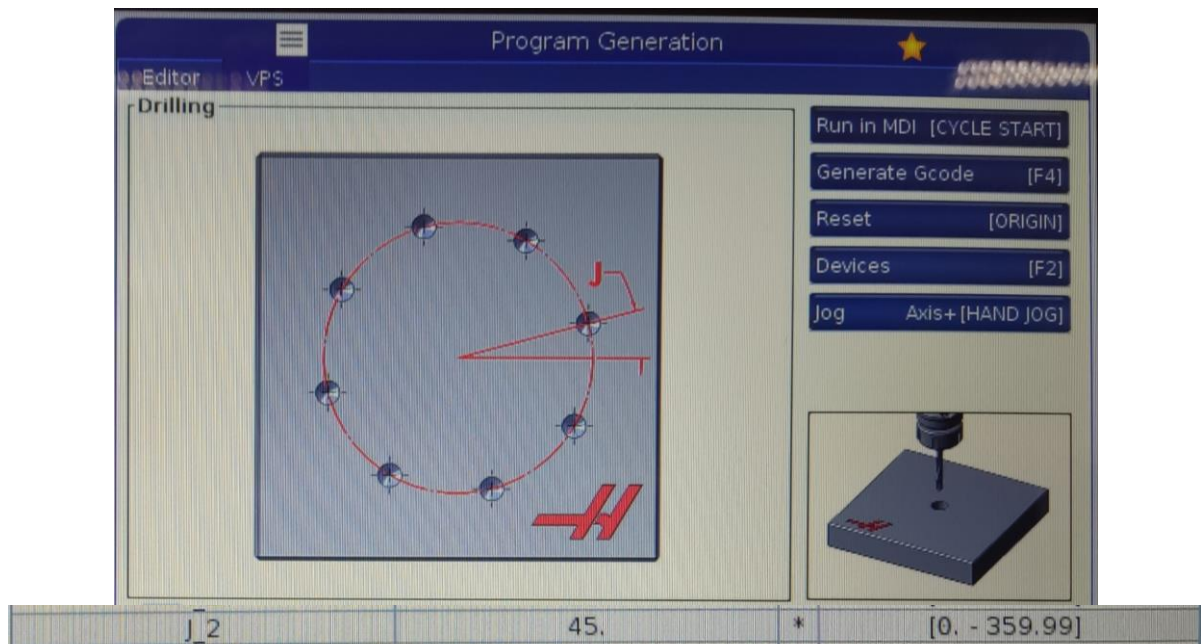 Program Generation
Editor VPS
Drilling
Run in MDI [CYCLE START]
Generate Gcode [F4]
Reset [ORIGIN]
Devices [F2]
Jog Axis+[HAND JOG]
J
J_2 45. * [0. - 359.99]